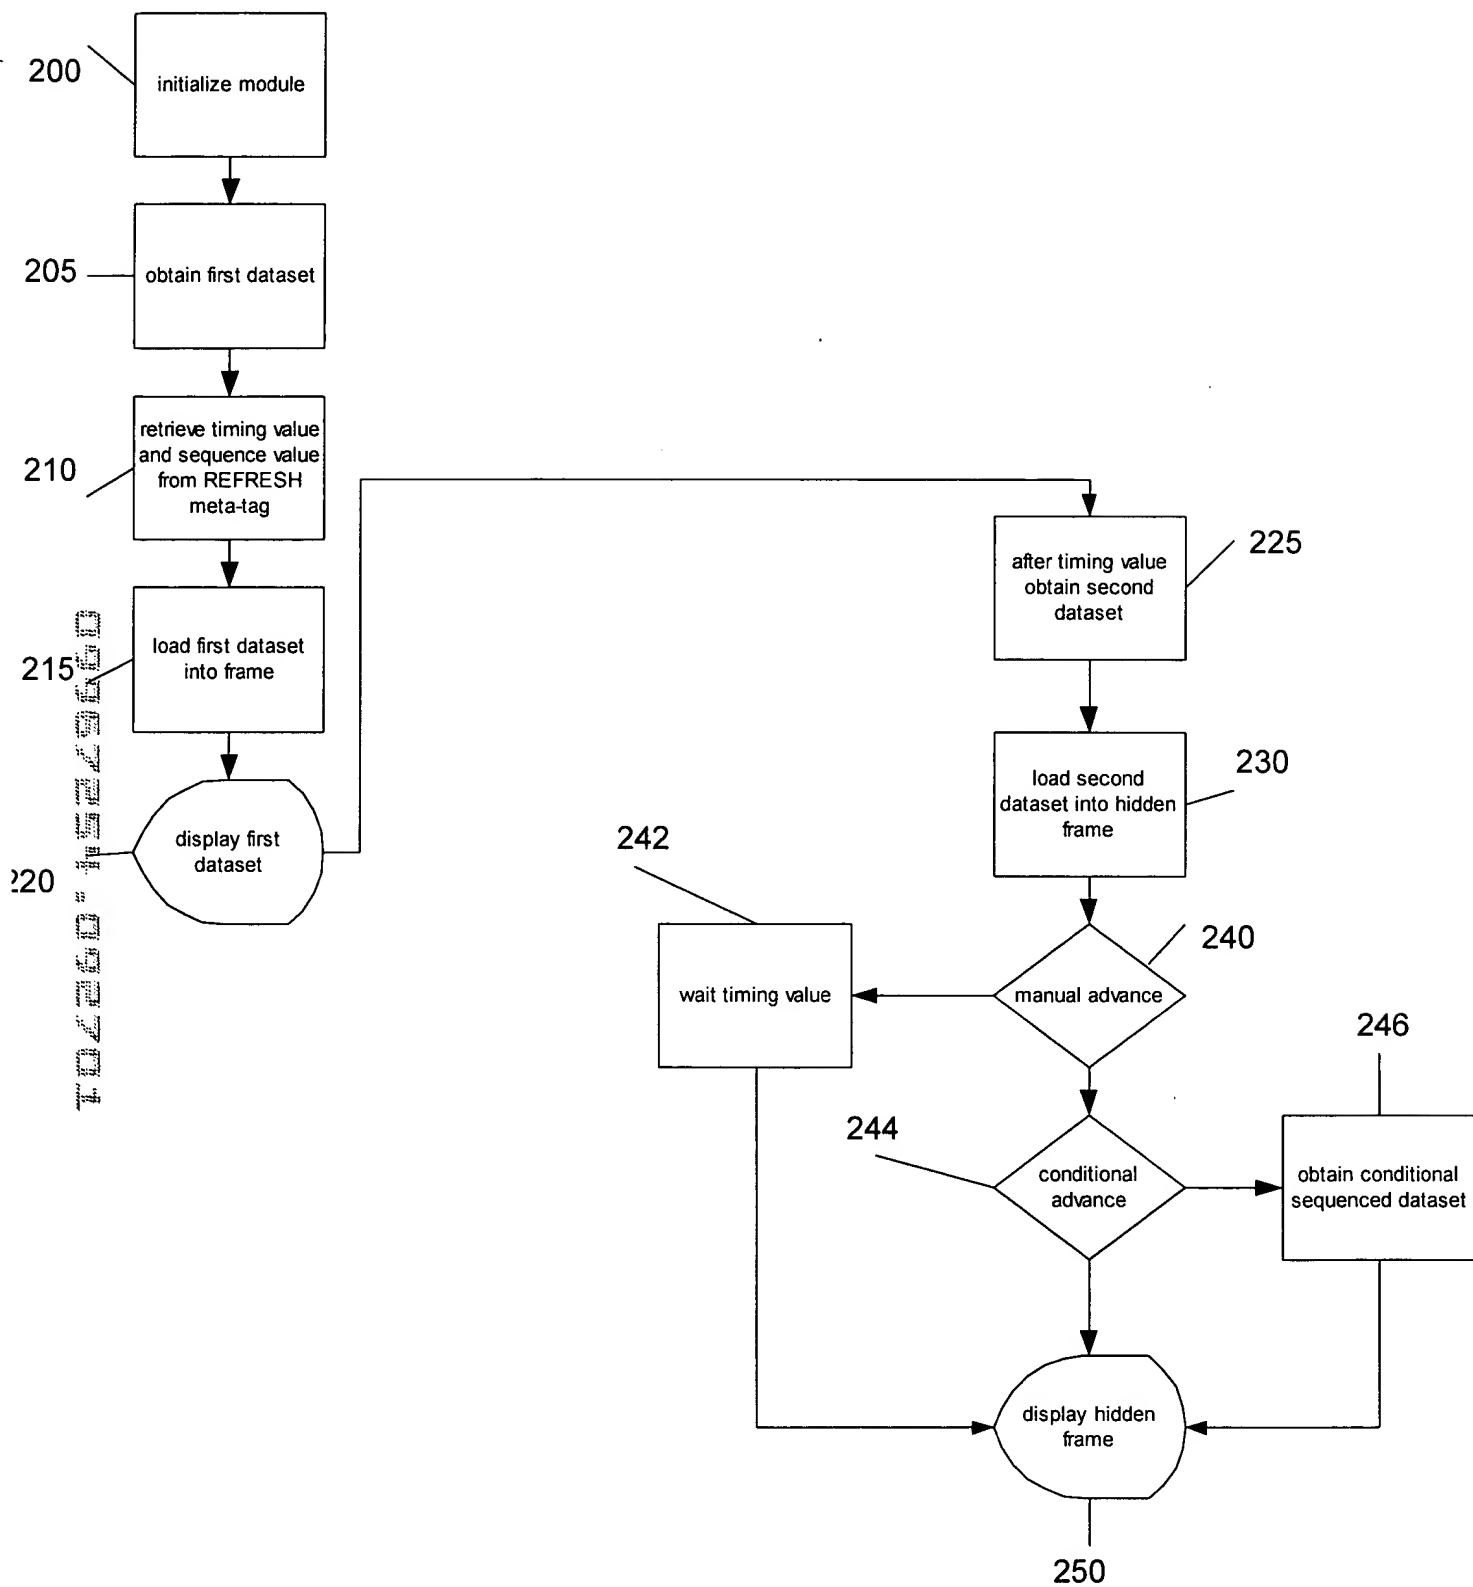 200
initialize module
205
obtain first dataset
210
retrieve timing value
and sequence value
from REFRESH
meta-tag
215
load first dataset
into frame
220
display first
dataset
225
after timing value
obtain second
dataset
230
load second
dataset into hidden
frame
242
wait timing value
240
manual advance
246
244
conditional
advance
obtain conditional
sequenced dataset
display hidden
frame
250